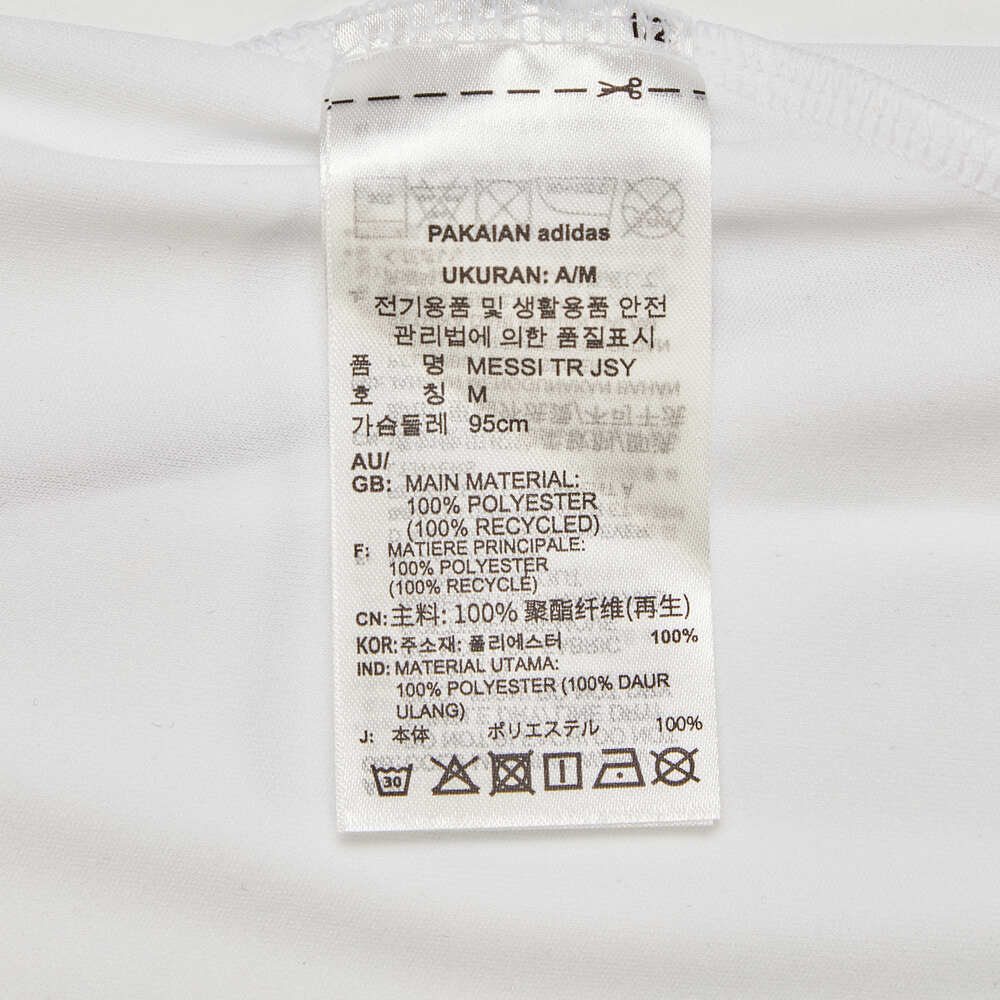 1/2
PAKAIAN adidas
UKURAN: A/M
전기용품 및 생활용품 안전
관리법에 의한 품질표시
품 명 MESSI TR JSY
호 칭 M
가슴둘레 95cm
AU/
GB: MAIN MATERIAL:
100% POLYESTER
(100% RECYCLED)
F: MATIERE PRINCIPALE:
100% POLYESTER
(100% RECYCLÉ)
CN:主料: 100% 聚酯纤维(再生)
KOR:주소재: 폴리에스터 100%
IND: MATERIAL UTAMA:
100% POLYESTER (100% DAUR
ULANG)
J: 本体 ポリエステル 100%
30